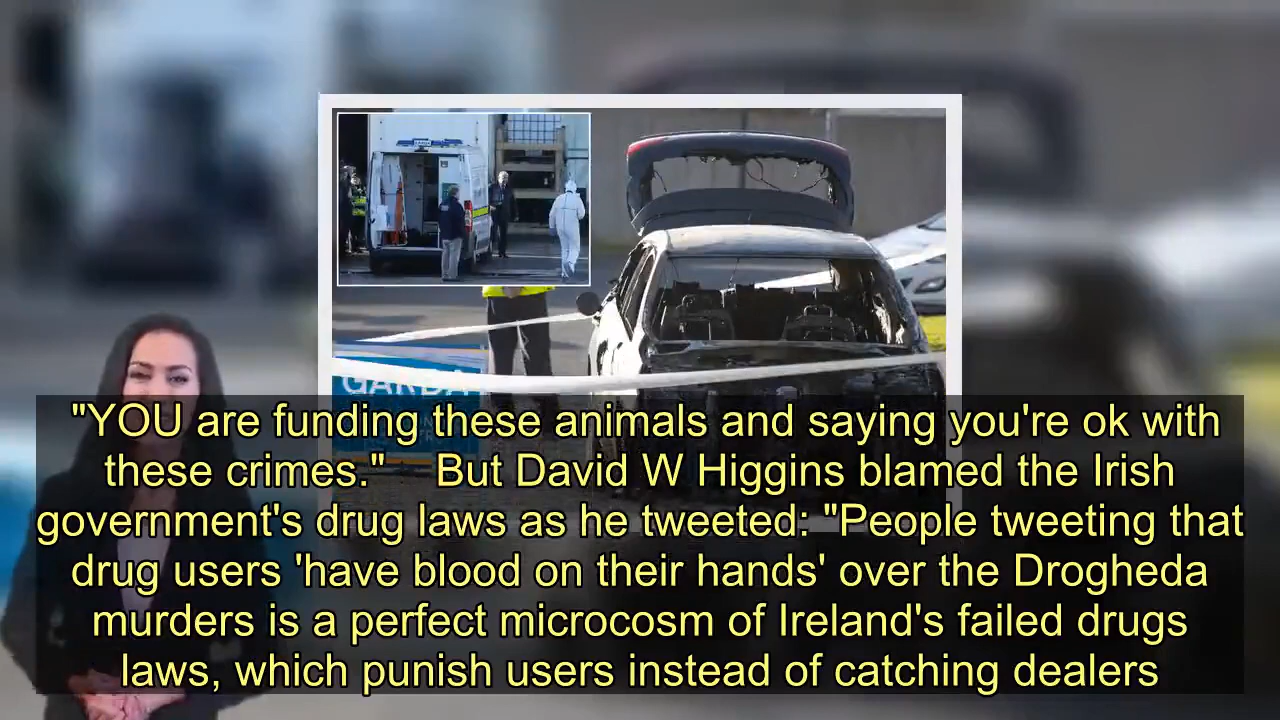 GARDA
"YOU are funding these animals and saying you're ok with
these crimes." But David W Higgins blamed the Irish
government's drug laws as he tweeted: "People tweeting that
drug users 'have blood on their hands' over the Drogheda
murders is a perfect microcosm of Ireland's failed drugs
laws, which punish users instead of catching dealers